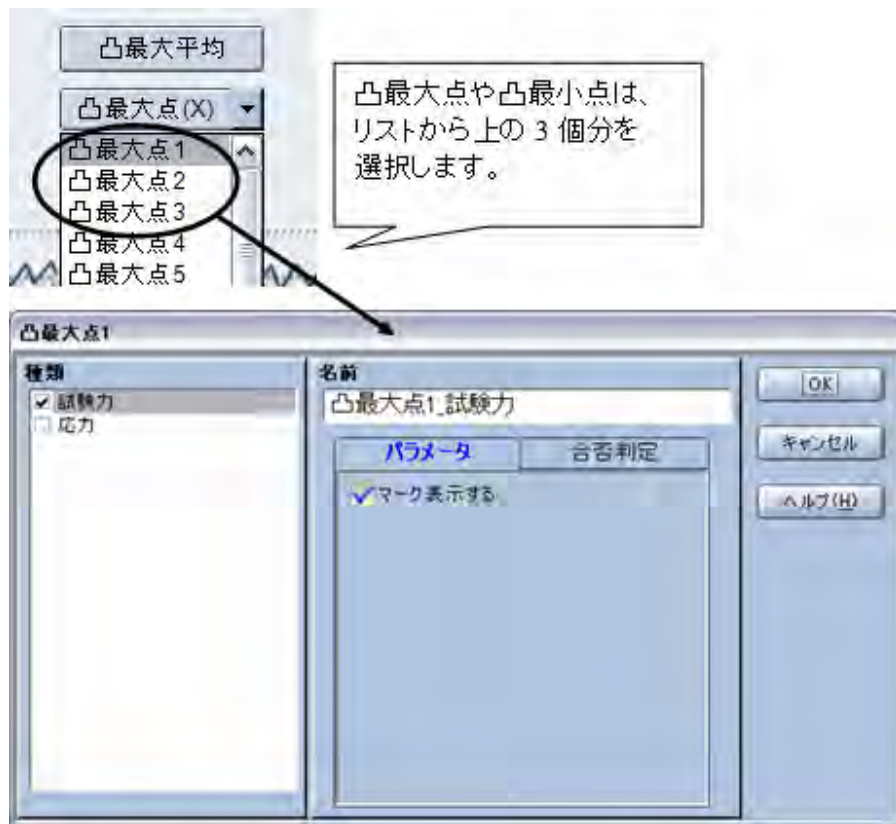 凸最大平均
凸最大点(X)
凸最大点1
凸最大点2
凸最大点3
凸最大点4
凸最大点5
凸最大点や凸最小点は、
リストから上の 3 個分を
選択します。
凸最大点1
種類
試験力
応力
名前
凸最大点1_試験力
パラメータ
合否判定
マーク表示する
OK
キャンセル
ヘルプ(H)